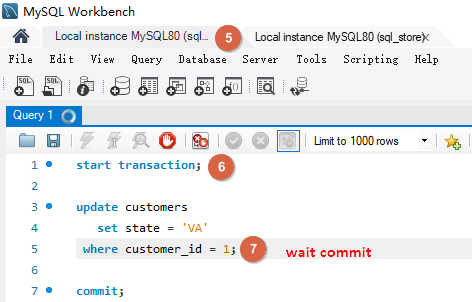 MySQL Workbench
Local instance MySQL80 (sql_... 5 Local instance MySQL80 (sql_store)
File Edit View Query Database Server Tools Scripting Help
SQL SQL
Query 1
Limit to 1000 rows
1 start transaction; 6
2
3 update customers
4 set state = 'VA'
5 where customer_id = 1; 7 wait commit
6
7 commit;